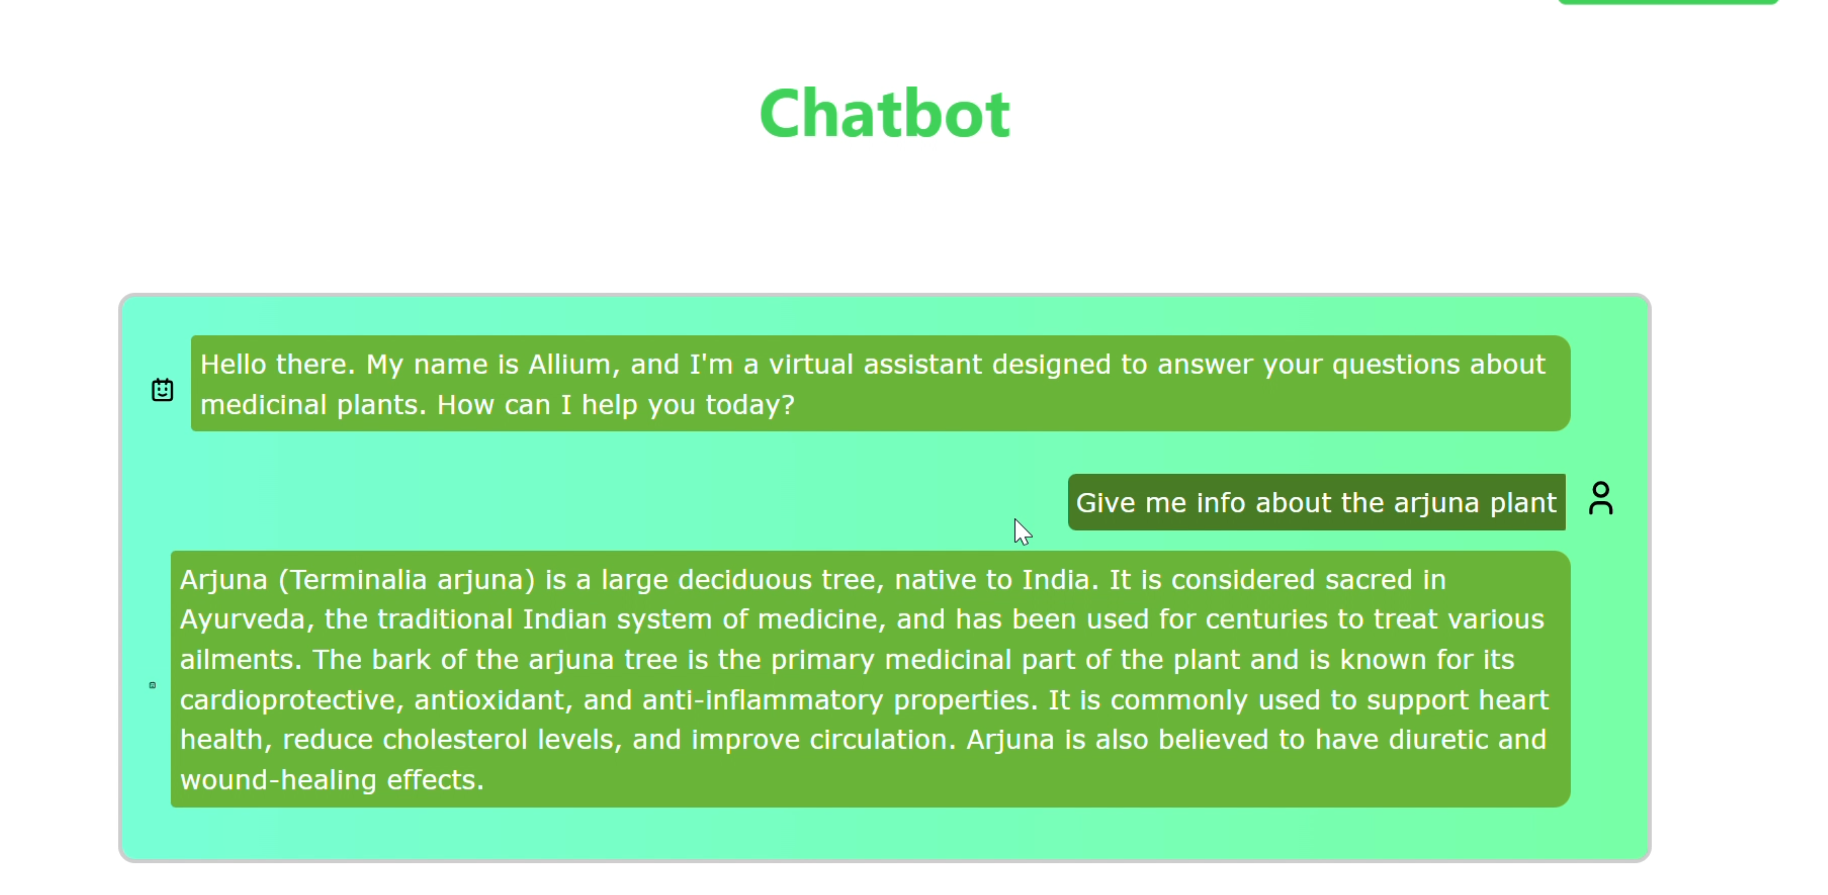 Chatbot
Hello there. My name is Allium, and I'm a virtual assistant designed to answer your questions about
medicinal plants. How can I help you today?
Give me info about the arjuna plant
Arjuna (Terminalia arjuna) is a large deciduous tree, native to India. It is considered sacred in
Ayurveda, the traditional Indian system of medicine, and has been used for centuries to treat various
ailments. The bark of the arjuna tree is the primary medicinal part of the plant and is known for its
cardioprotective, antioxidant, and anti-inflammatory properties. It is commonly used to support heart
health, reduce cholesterol levels, and improve circulation. Arjuna is also believed to have diuretic and
wound-healing effects.